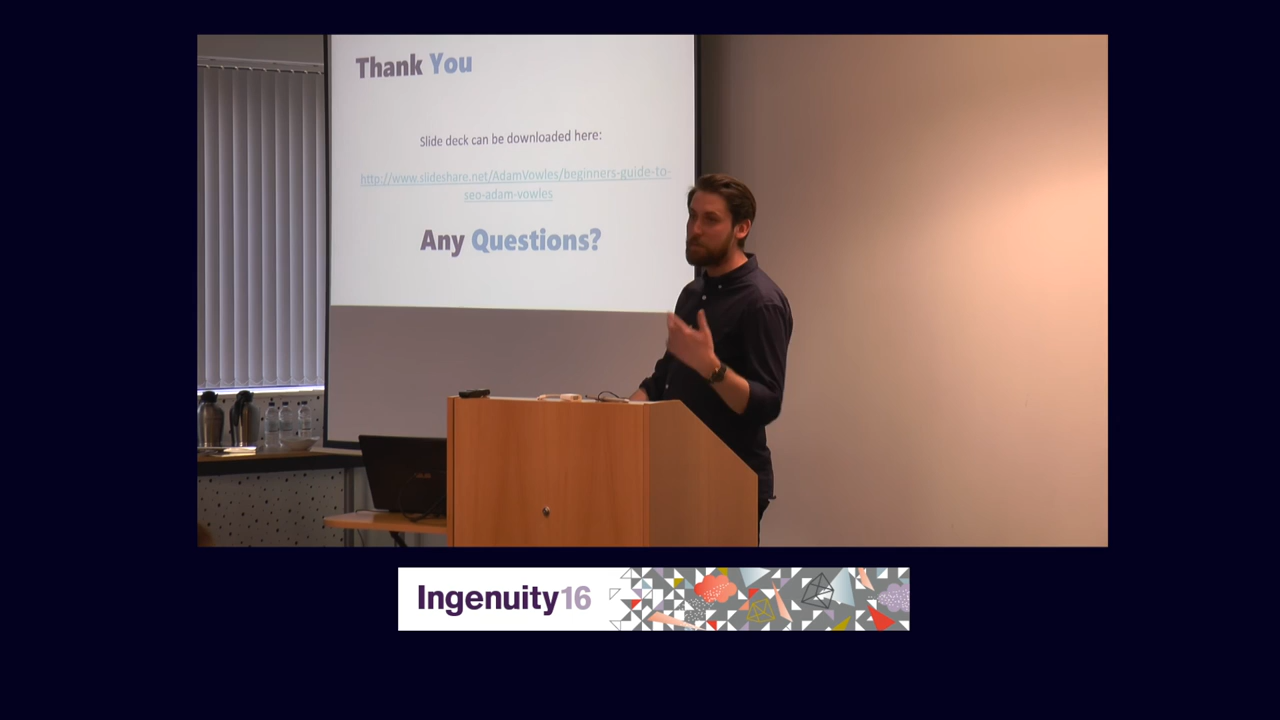 Thank You
Slide deck can be downloaded here:
http://www.slideshare.net/AdamVowles/beginners-guide-to-
seo-adam-vowles
Any Questions?
Ingenuity16